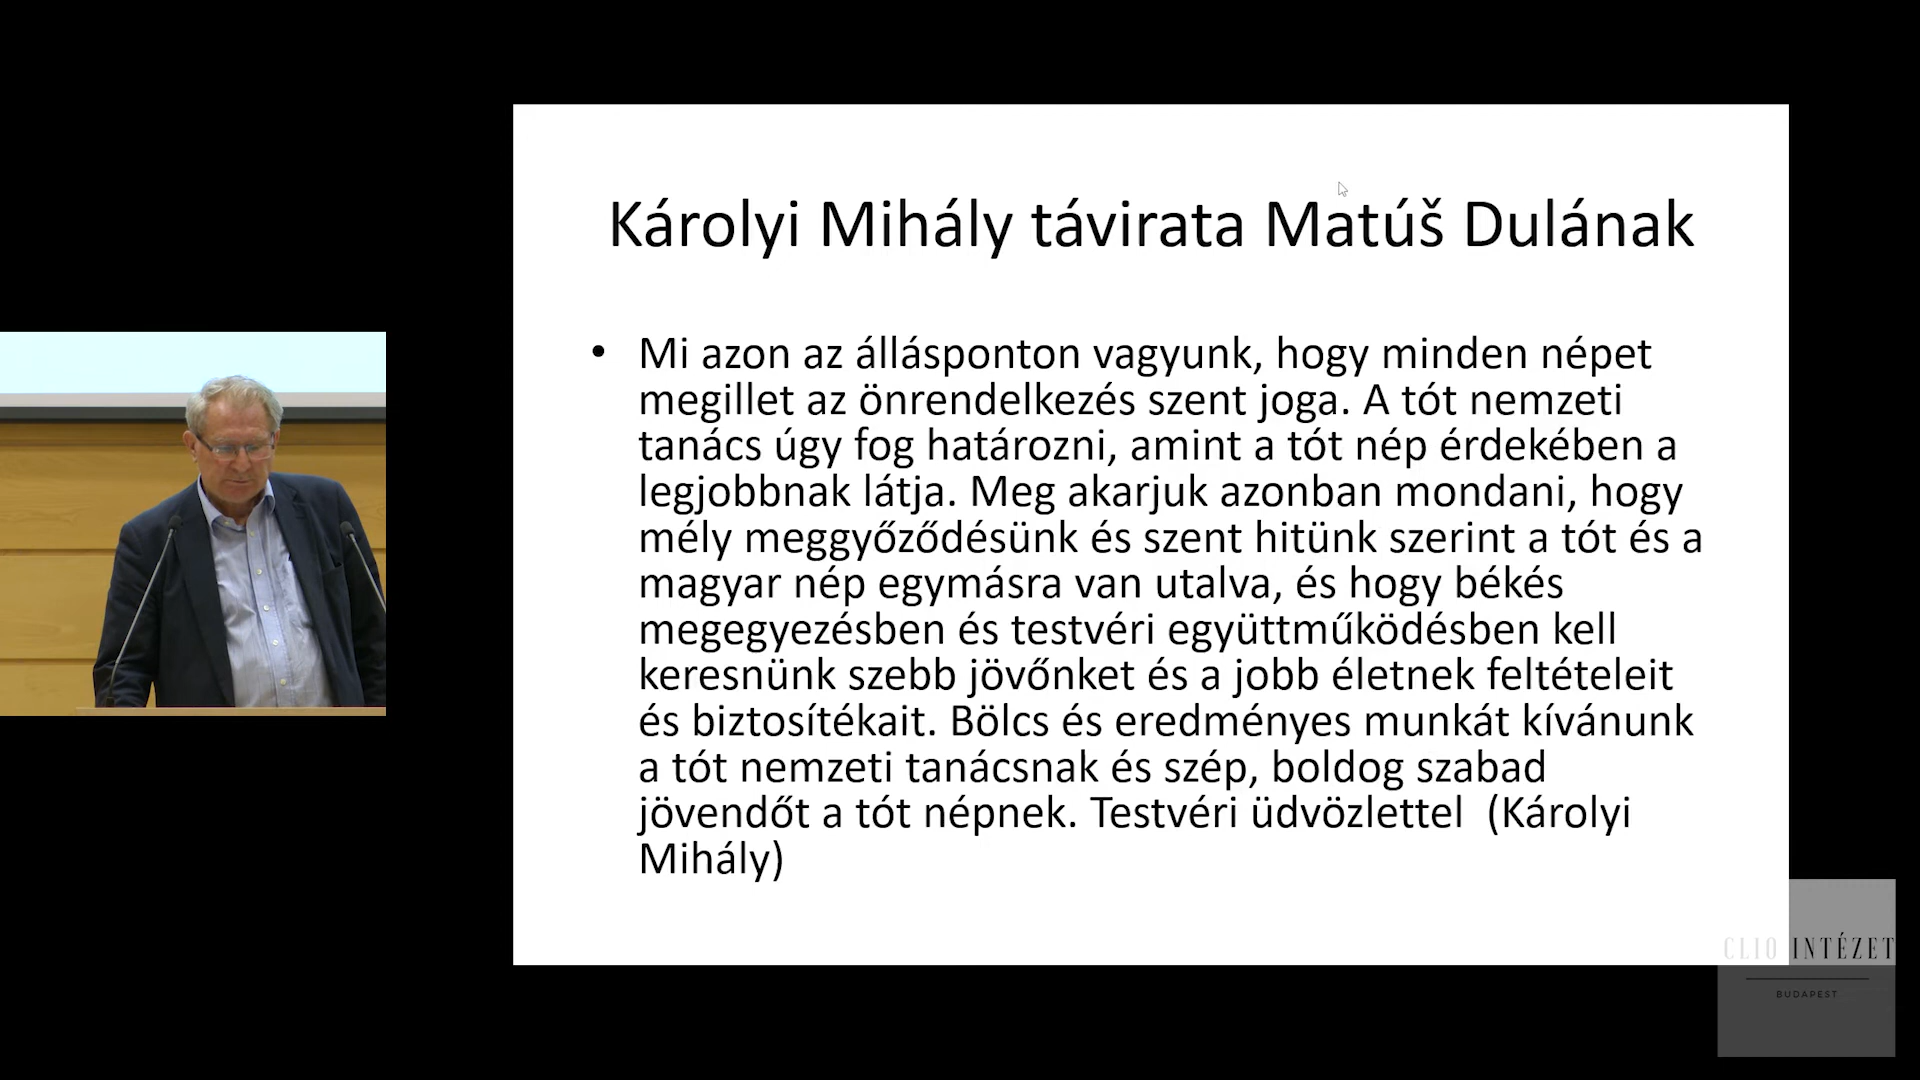 Károlyi Mihály távirata Matúš Dulának
• Mi azon az állásponton vagyunk, hogy minden népet
megillet az önrendelkezés szent joga. A tót nemzeti
tanács úgy fog határozni, amint a tót nép érdekében a
legjobbnak látja. Meg akarjuk azonban mondani, hogy
mély meggyőződésünk és szent hitünk szerint a tót és a
magyar nép egymásra van utalva, és hogy békés
megegyezésben és testvéri együttműködésben kell
keresnünk szebb jövőnket és a jobb életnek feltételeit
és biztosítékait. Bölcs és eredményes munkát kívánunk
a tót nemzeti tanácsnak és szép, boldog szabad
jövendőt a tót népnek. Testvéri üdvözlettel (Károlyi
Mihály)
CLIO INTÉZET
BUDAPEST